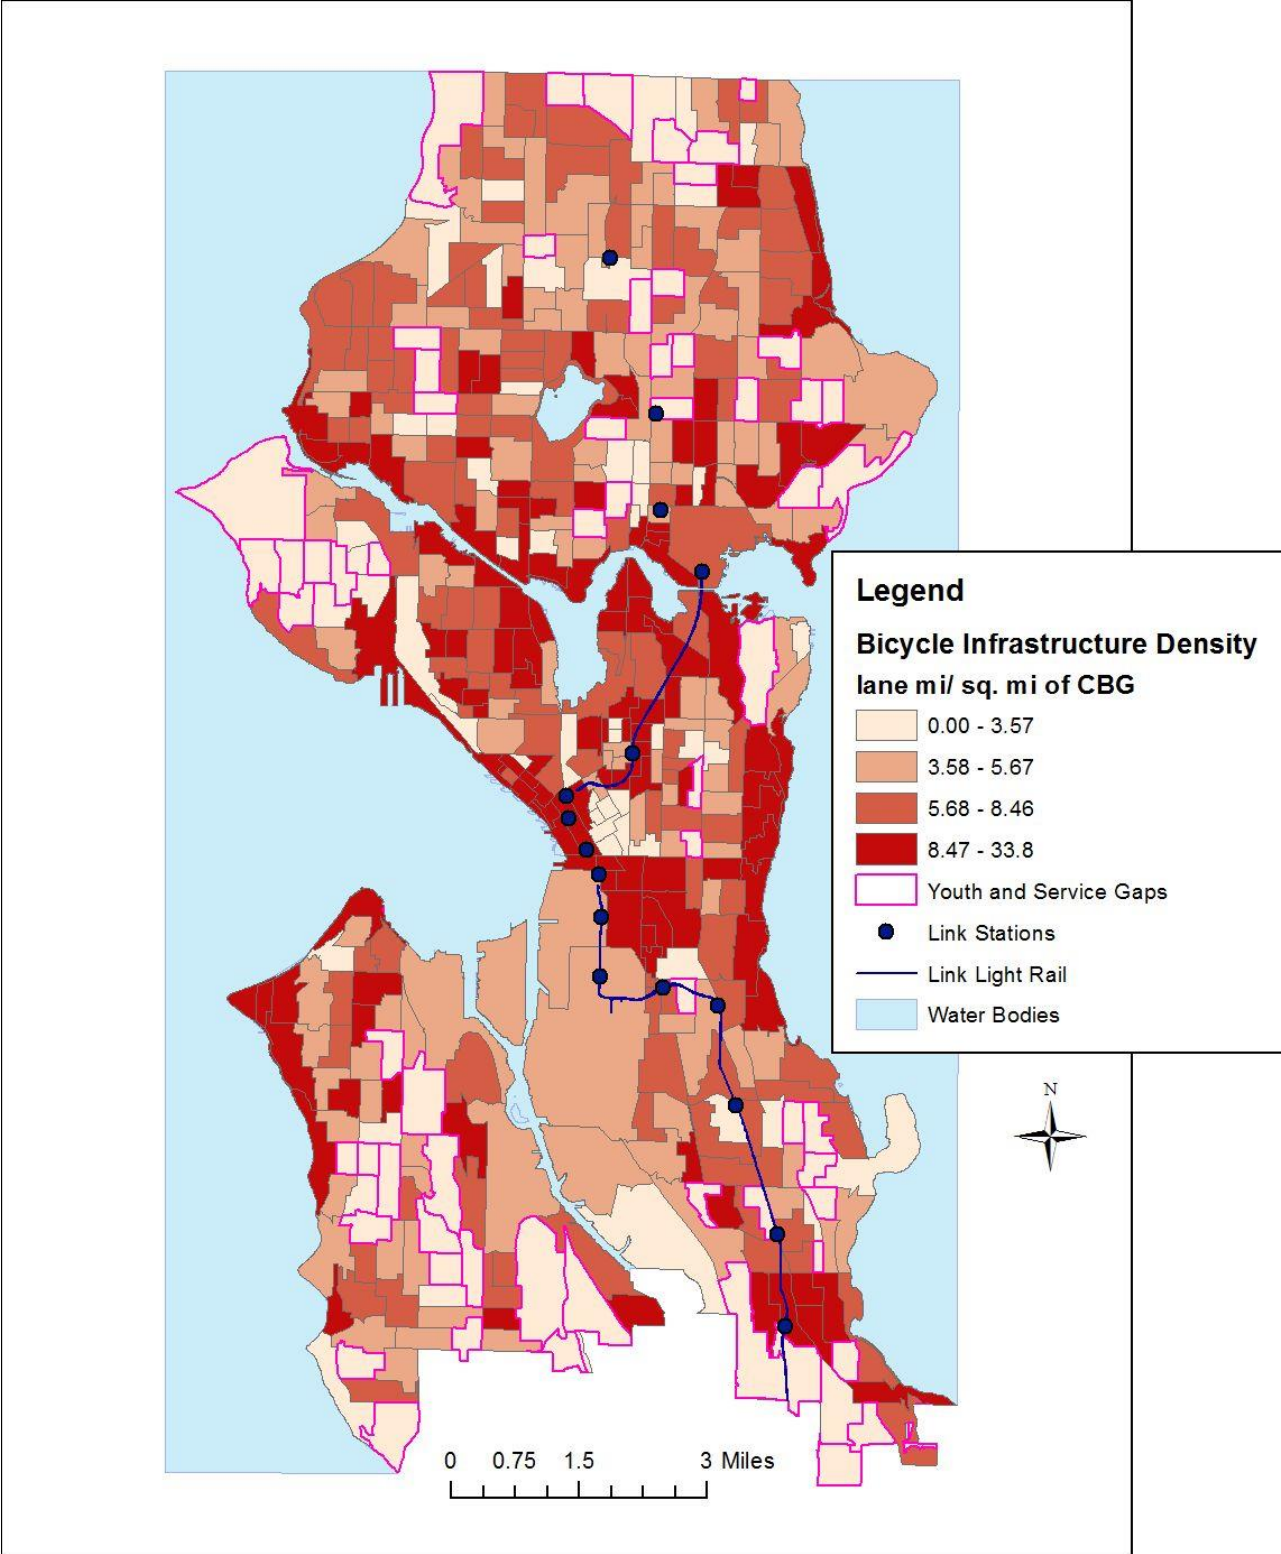 Legend
Bicycle Infrastructure Density
lane mi/ sq. mi of CBG
0.00 - 3.57
3.58 - 5.67
5.68 - 8.46
8.47 - 33.8
Youth and Service Gaps
Link Stations
Link Light Rail
Water Bodies
N
0 0.75 1.5 3 Miles